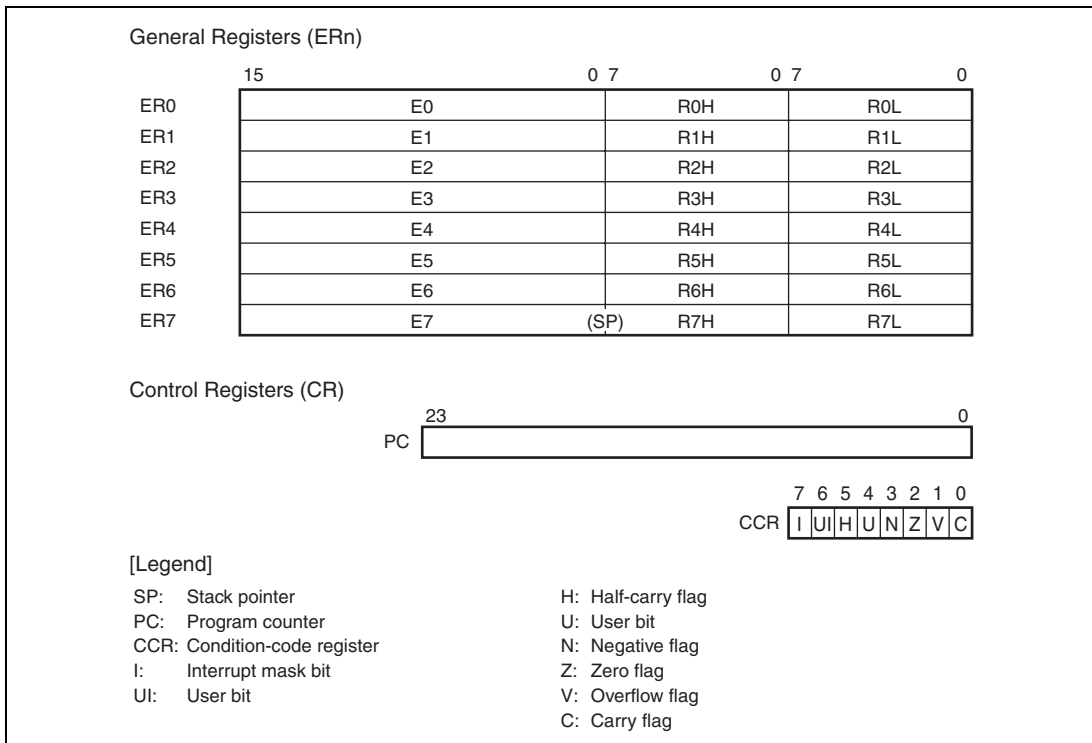 General Registers (ERn)
15 0 7 0 7 0
ER0 E0 R0H R0L
ER1 E1 R1H R1L
ER2 E2 R2H R2L
ER3 E3 R3H R3L
ER4 E4 R4H R4L
ER5 E5 R5H R5L
ER6 E6 R6H R6L
ER7 E7 (SP) R7H R7L
Control Registers (CR)
23 0
PC
7 6 5 4 3 2 1 0
CCR I UI H U N Z V C
[Legend]
SP: Stack pointer
PC: Program counter
CCR: Condition-code register
I: Interrupt mask bit
UI: User bit
H: Half-carry flag
U: User bit
N: Negative flag
Z: Zero flag
V: Overflow flag
C: Carry flag